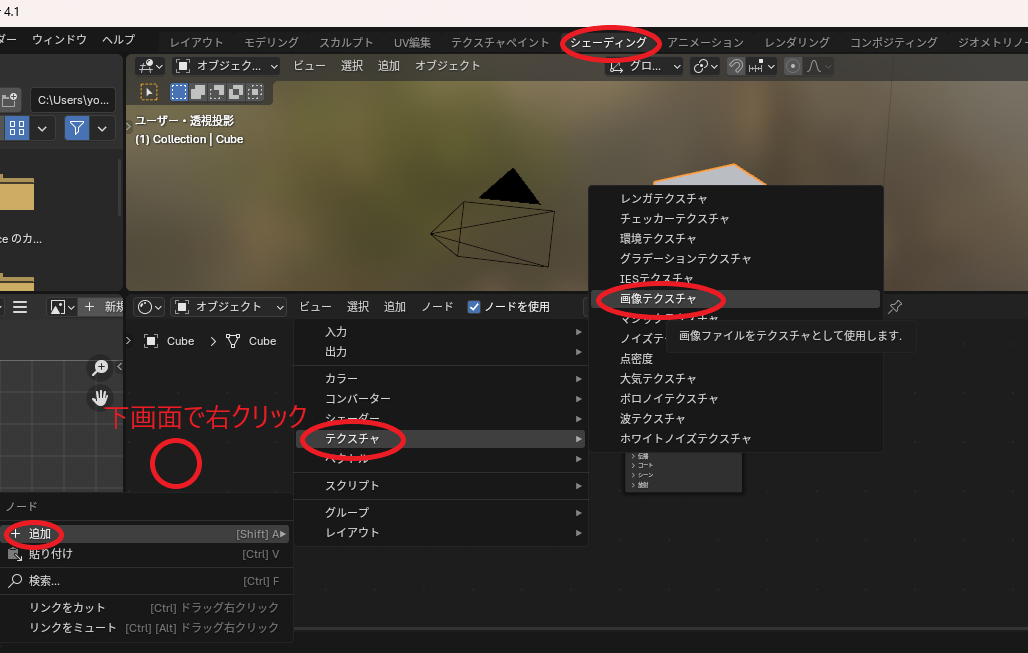 4.1
ダー ウィンドウ ヘルプ レイアウト モデリング スカルプト UV編集 テクスチャペイント シェーディング アニメーション レンダリング コンポジティング ジオメトリノー
オブジェク... ビュー 選択 追加 オブジェクト グロ...
C:\Users\yo...
ユーザー・透視投影
(1) Collection | Cube
ce のカ...
レンガテクスチャ
チェッカーテクスチャ
環境テクスチャ
グラデーションテクスチャ
IESテクスチャ
画像テクスチャ
マジックテクスチャ
ノイズテ
画像ファイルをテクスチャとして使用します.
点密度
大気テクスチャ
ボロノイテクスチャ
波テクスチャ
ホワイトノイズテクスチャ
+ 新規
オブジェクト ビュー 選択 追加 ノード ノードを使用
Cube > Cube
入力
出力
カラー
コンバーター
シェーダー
テクスチャ
ベクトル
スクリプト
グループ
レイアウト
下画面で右クリック
伝播
コート
シーン
放射
ノード
追加 [Shift] A
貼り付け [Ctrl] V
検索... [Ctrl] F
リンクをカット [Ctrl] ドラッグ右クリック
リンクをミュート [Ctrl] [Alt] ドラッグ右クリック